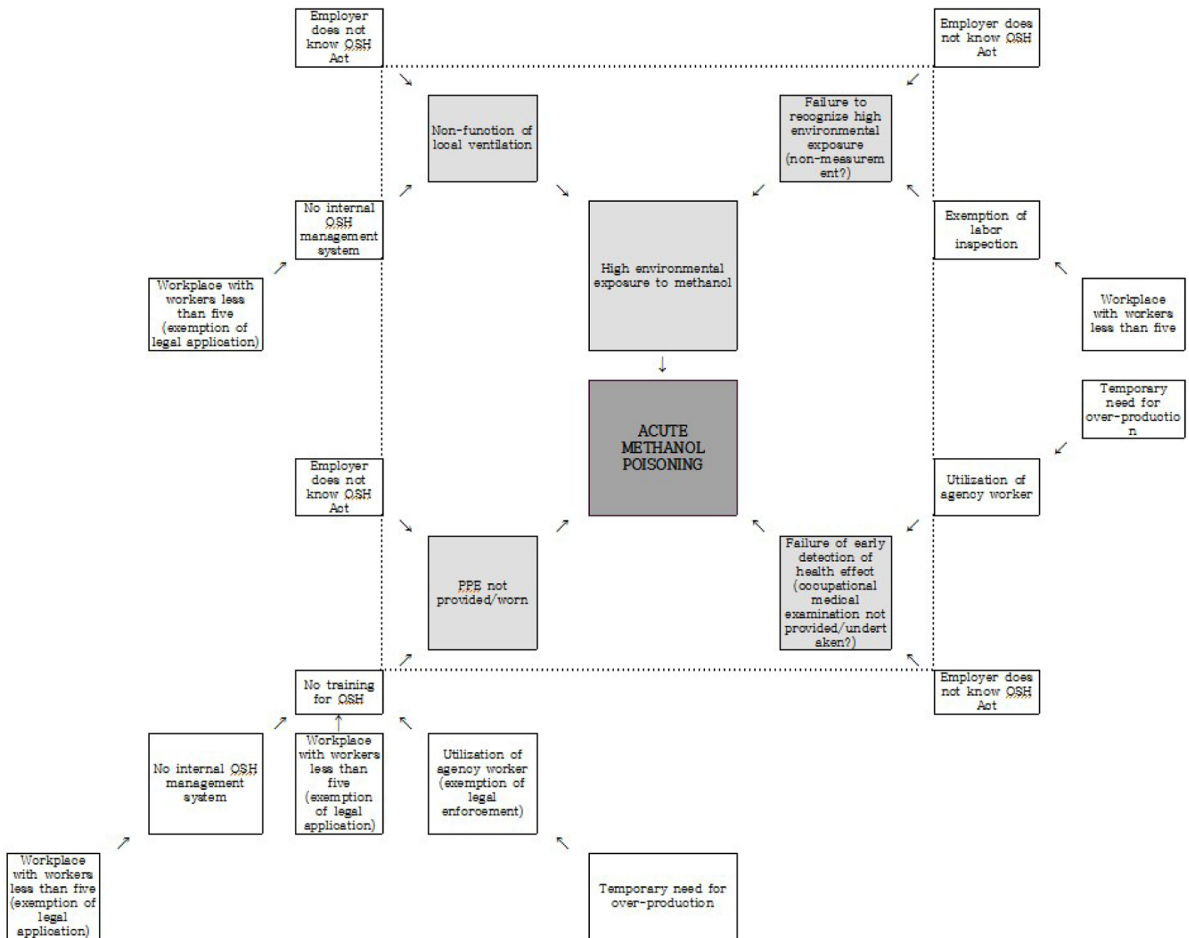 Employer
does not
know OSH
Act
Employer does
not know OSH
Act
Non-function of
local ventilation
Failure to
recognize high
environmental
exposure
(non-measurem
ent?)
No internal
OSH
management
system
High environmental
exposure to methanol
Exemption of
labor
inspection
Workplace with
workers less
than five
(exemption of
legal application)
Workplace
with workers
less than five
ACUTE
METHANOL
POISONING
Temporary
need for
over-productio
n
Employer
does not
know OSH
Act
Utilization of
agency worker
PPE not
provided/worn
Failure of early
detection of
health effect
(occupational
medical
examination not
provided/undert
aken?)
No training
for OSH
Employer does
not know OSH
Act
No internal OSH
management
system
Workplace
with workers
less than
five
(exemption
of legal
application)
Utilization of
agency worker
(exemption of
legal
enforcement)
Workplace
with workers
less than five
(exemption of
legal
application)
Temporary need for
over-production